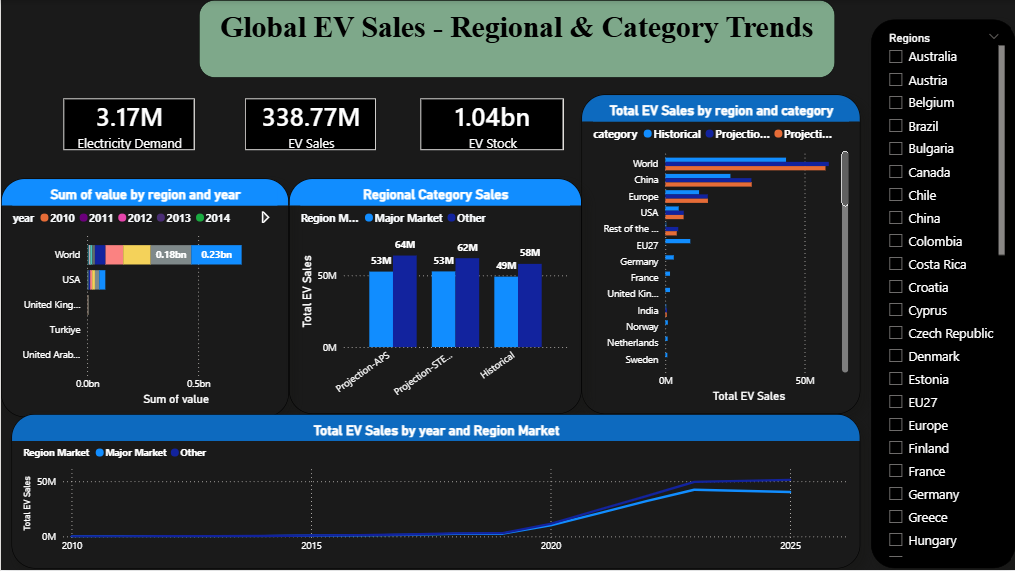 Global EV Sales - Regional & Category Trends
3.17M
Electricity Demand
338.77M
EV Sales
1.04bn
EV Stock
Sum of value by region and year
year 2010 2011 2012 2013 2014
World
USA
United King...
Turkiye
United Arab...
0.18bn 0.23bn
0.0bn 0.5bn
Sum of value
Regional Category Sales
Region M... Major Market Other
Total EV Sales
50M
0M
53M 64M 53M 62M 49M 58M
Projection-APS
Projection-STE...
Historical
Total EV Sales by region and category
category Historical Projectio... Projecti...
World
China
Europe
USA
Rest of the ...
EU27
Germany
France
United Kin...
India
Norway
Netherlands
Sweden
0M 50M
Total EV Sales
Total EV Sales by year and Region Market
Region Market Major Market Other
Total EV Sales
50M
0M
2010 2015 2020 2025
Regions
Australia
Austria
Belgium
Brazil
Bulgaria
Canada
Chile
China
Colombia
Costa Rica
Croatia
Cyprus
Czech Republic
Denmark
Estonia
EU27
Europe
Finland
France
Germany
Greece
Hungary